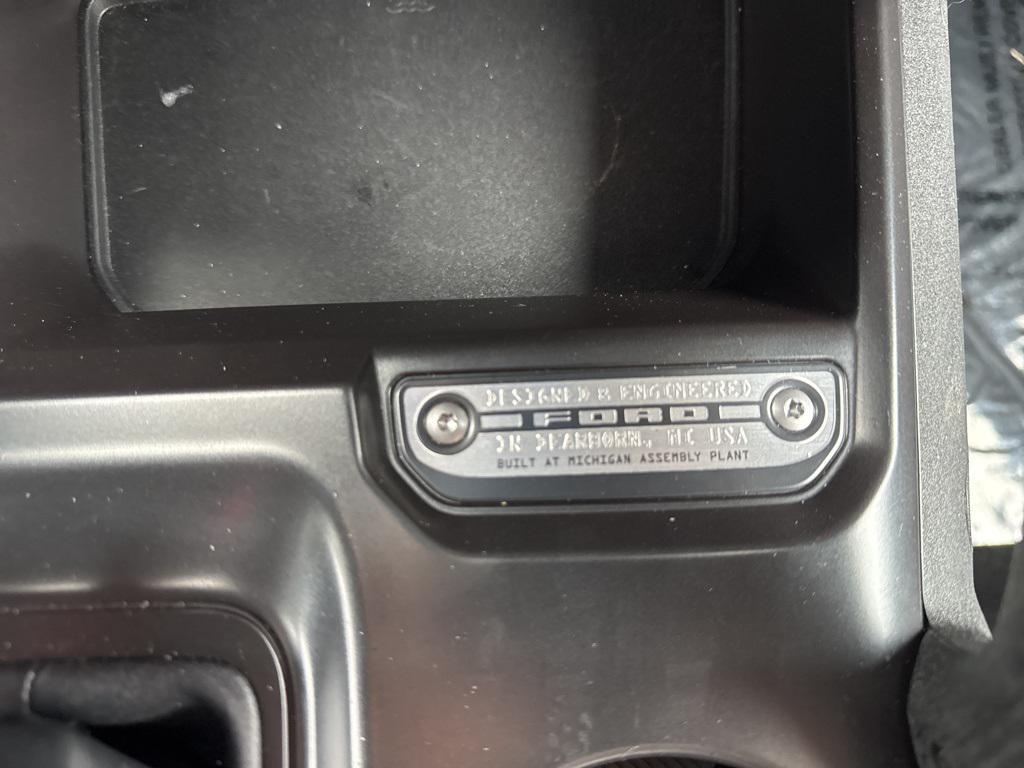 DESIGNED & ENGINEERED
FORD
IN DEARBORN, MI USA
BUILT AT MICHIGAN ASSEMBLY PLANT